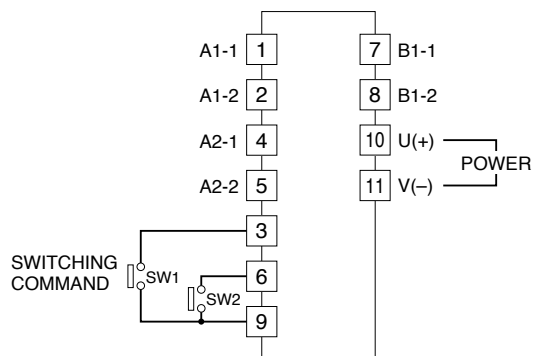 A1-1 1 7 B1-1
A1-2 2 8 B1-2
A2-1 4 10 U(+)
POWER
A2-2 5 11 V(–)
3
SWITCHING
COMMAND
SW1
6
SW2
9